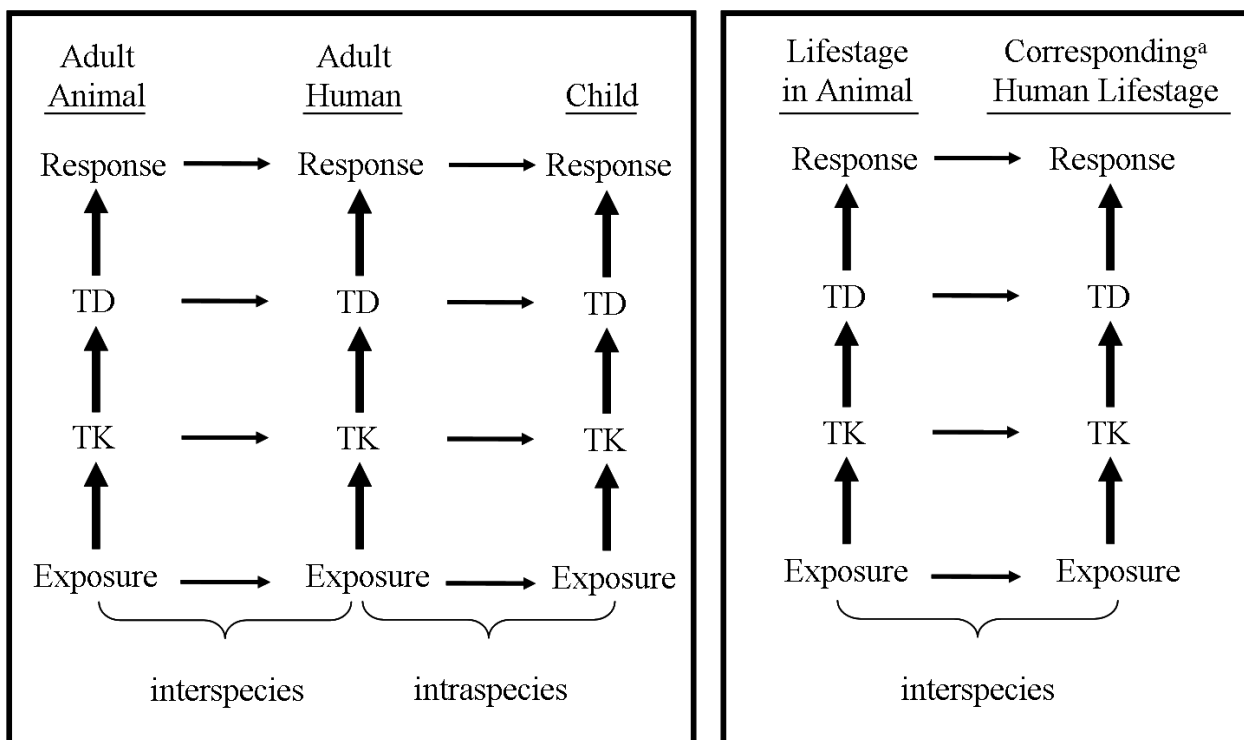 Adult Adult
Animal Human Child
Response Response Response
TD TD TD
TK TK TK
Exposure Exposure Exposure
interspecies intraspecies
Lifestage Correspondingᵃ
in Animal Human Lifestage
Response Response
TD TD
TK TK
Exposure Exposure
interspecies